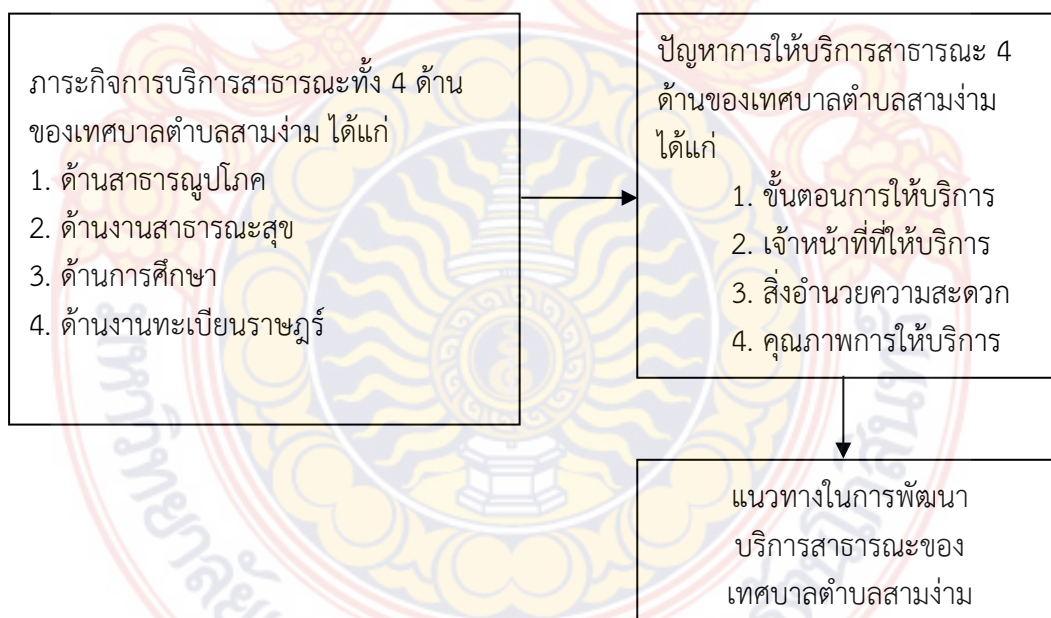 ภาระกิจการบริการสาธารณะทั้ง 4 ด้าน
ของเทศบาลตำบลสามง่าม ได้แก่
1. ด้านสาธารณูปโภค
2. ด้านงานสาธารณะสุข
3. ด้านการศึกษา
4. ด้านงานทะเบียนราษฎร์
ปัญหาการให้บริการสาธารณะ 4
ด้านของเทศบาลตำบลสามง่าม
ได้แก่
1. ขั้นตอนการให้บริการ
2. เจ้าหน้าที่ที่ให้บริการ
3. สิ่งอำนวยความสะดวก
4. คุณภาพการให้บริการ
แนวทางในการพัฒนา
บริการสาธารณะของ
เทศบาลตำบลสามง่าม